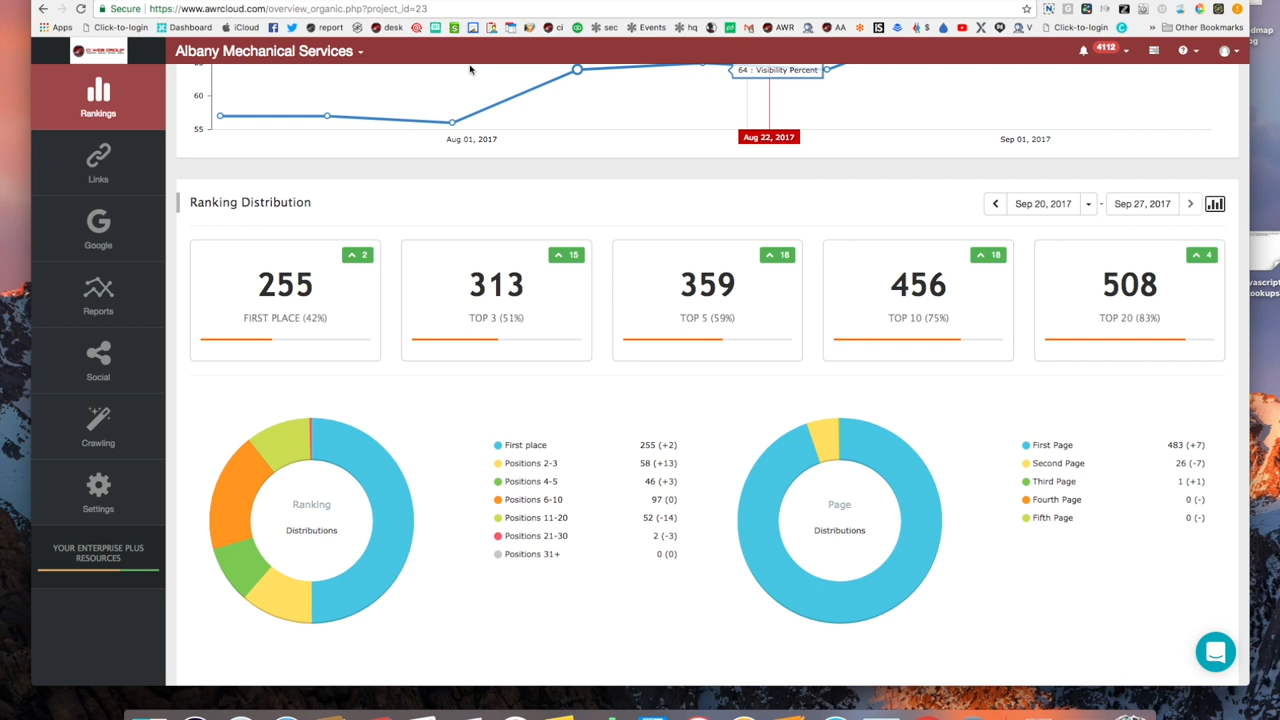 Secure https://www.awrcloud.com/overview_organic.php?project_id=23
Apps Click-to-login Dashboard iCloud report desk ci sec Events hq AWR AA V Click-to-login Other Bookmarks
Albany Mechanical Services
4112
Rankings
Links
Google
Reports
Social
Crawling
Settings
YOUR ENTERPRISE PLUS
RESOURCES
64 : Visibility Percent
60
55
Aug 01, 2017
Aug 22, 2017
Sep 01, 2017
Ranking Distribution
Sep 20, 2017 - Sep 27, 2017
2
255
FIRST PLACE (42%)
15
313
TOP 3 (51%)
18
359
TOP 5 (59%)
18
456
TOP 10 (75%)
4
508
TOP 20 (83%)
Ranking
Distributions
First place 255 (+2)
Positions 2-3 58 (+13)
Positions 4-5 46 (+3)
Positions 6-10 97 (0)
Positions 11-20 52 (-14)
Positions 21-30 2 (-3)
Positions 31+ 0 (0)
Page
Distributions
First Page 483 (+7)
Second Page 26 (-7)
Third Page 1 (+1)
Fourth Page 0 (-)
Fifth Page 0 (-)